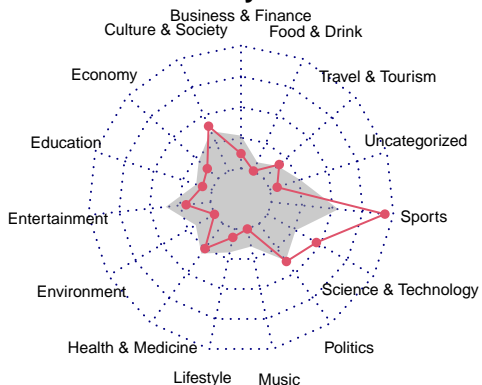 Business & Finance
Culture & Society
Food & Drink
Economy
Travel & Tourism
Education
Uncategorized
Entertainment
Sports
Environment
Science & Technology
Health & Medicine
Politics
Lifestyle
Music